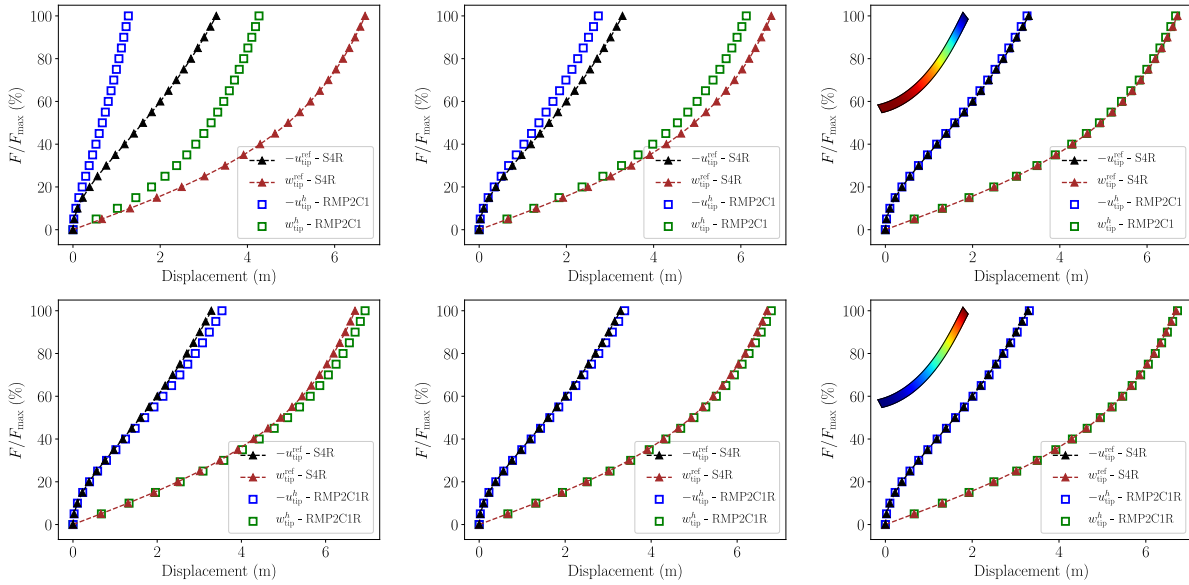 100
80
60
40
20
0
F/F_max (%)
−u_tip^ref - S4R
w_tip^ref - S4R
−u_tip^h - RMP2C1
w_tip^h - RMP2C1
0 2 4 6
Displacement (m)
100
80
60
40
20
0
F/F_max (%)
−u_tip^ref - S4R
w_tip^ref - S4R
−u_tip^h - RMP2C1
w_tip^h - RMP2C1
0 2 4 6
Displacement (m)
100
80
60
40
20
0
F/F_max (%)
−u_tip^ref - S4R
w_tip^ref - S4R
−u_tip^h - RMP2C1
w_tip^h - RMP2C1
0 2 4 6
Displacement (m)
100
80
60
40
20
0
F/F_max (%)
−u_tip^ref - S4R
w_tip^ref - S4R
−u_tip^h - RMP2C1R
w_tip^h - RMP2C1R
0 2 4 6
Displacement (m)
100
80
60
40
20
0
F/F_max (%)
−u_tip^ref - S4R
w_tip^ref - S4R
−u_tip^h - RMP2C1R
w_tip^h - RMP2C1R
0 2 4 6
Displacement (m)
100
80
60
40
20
0
F/F_max (%)
−u_tip^ref - S4R
w_tip^ref - S4R
−u_tip^h - RMP2C1R
w_tip^h - RMP2C1R
0 2 4 6
Displacement (m)